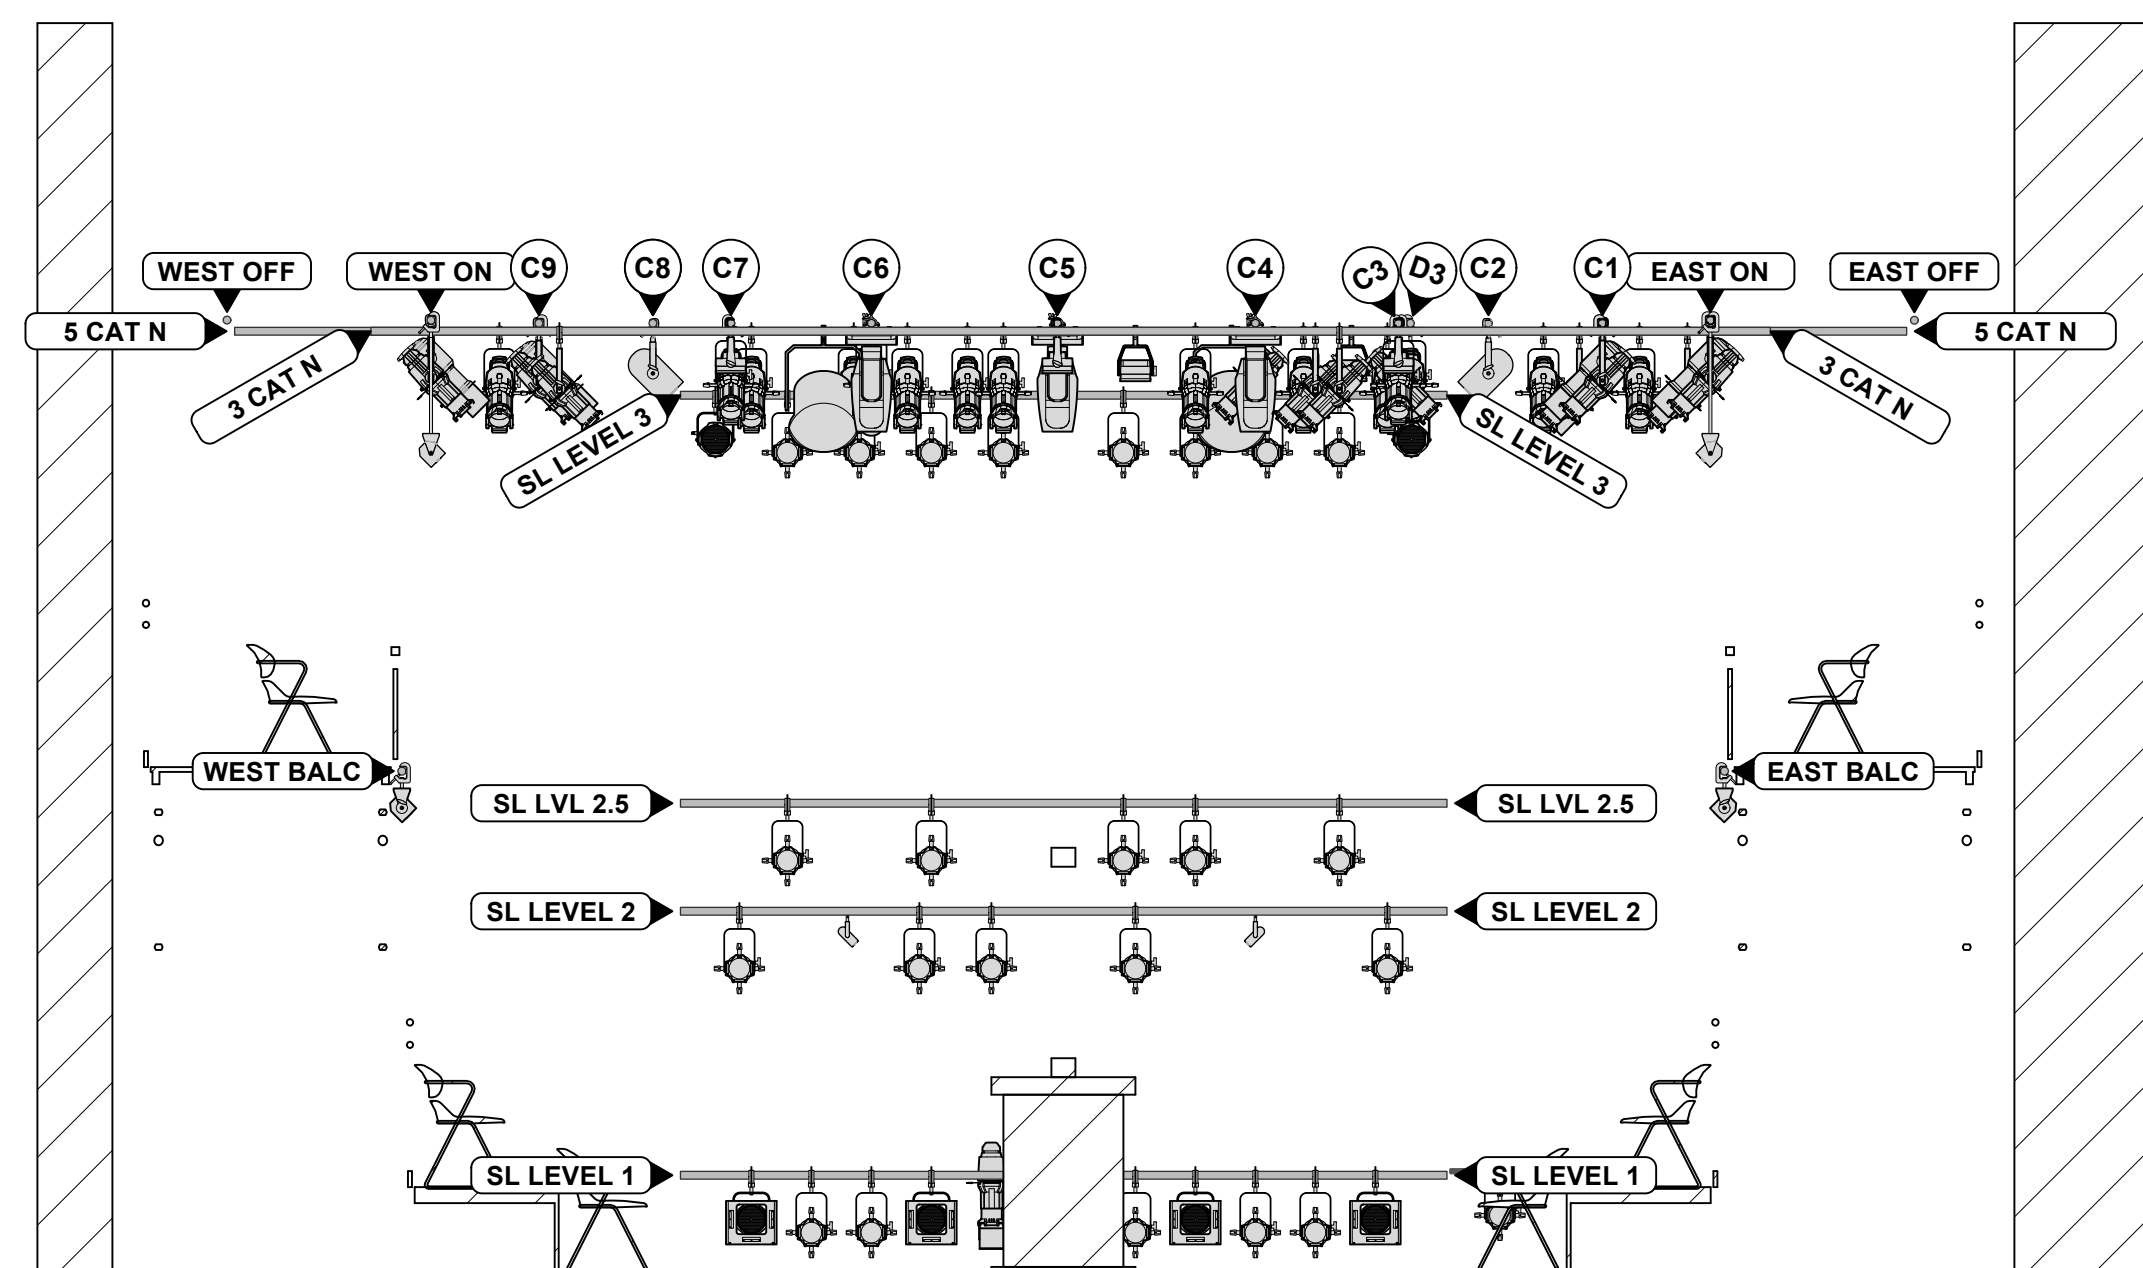 WEST OFF
WEST ON
C9
C8
C7
C6
C5
C4
C3
D3
C2
C1
EAST ON
EAST OFF
5 CAT N
5 CAT N
3 CAT N
3 CAT N
SL LEVEL 3
SL LEVEL 3
WEST BALC
EAST BALC
SL LVL 2.5
SL LVL 2.5
SL LEVEL 2
SL LEVEL 2
SL LEVEL 1
SL LEVEL 1